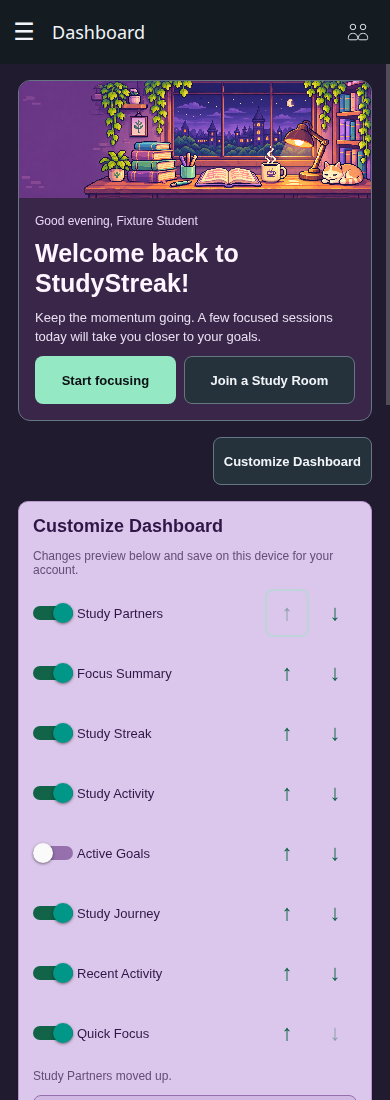 Dashboard
Good evening, Fixture Student
Welcome back to
StudyStreak!
Keep the momentum going. A few focused sessions
today will take you closer to your goals.
Start focusing
Join a Study Room
Customize Dashboard
Customize Dashboard
Changes preview below and save on this device for your
account.
Study Partners ↑ ↓
Focus Summary ↑ ↓
Study Streak ↑ ↓
Study Activity ↑ ↓
Active Goals ↑ ↓
Study Journey ↑ ↓
Recent Activity ↑ ↓
Quick Focus ↑ ↓
Study Partners moved up.